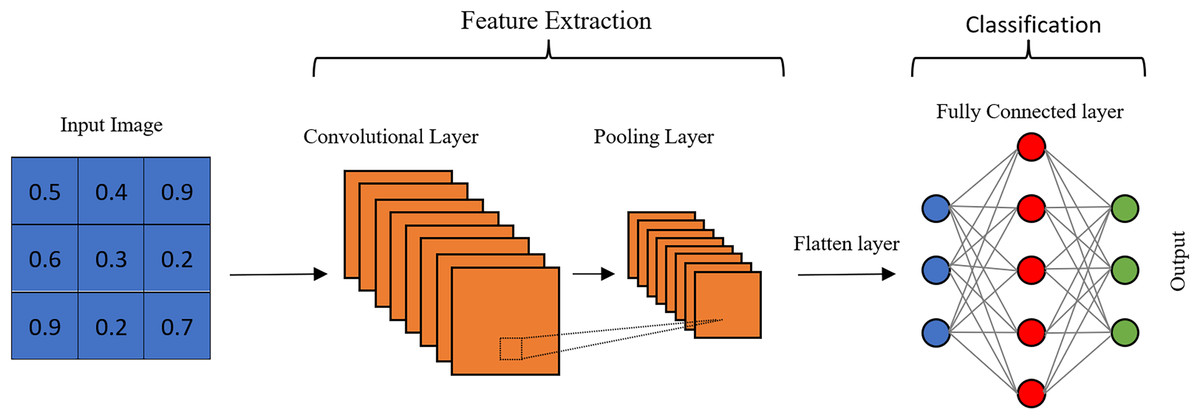 Feature Extraction
Classification
Input Image
Convolutional Layer
Pooling Layer
Fully Connected layer
0.5 0.4 0.9
0.6 0.3 0.2
0.9 0.2 0.7
Flatten layer
Output